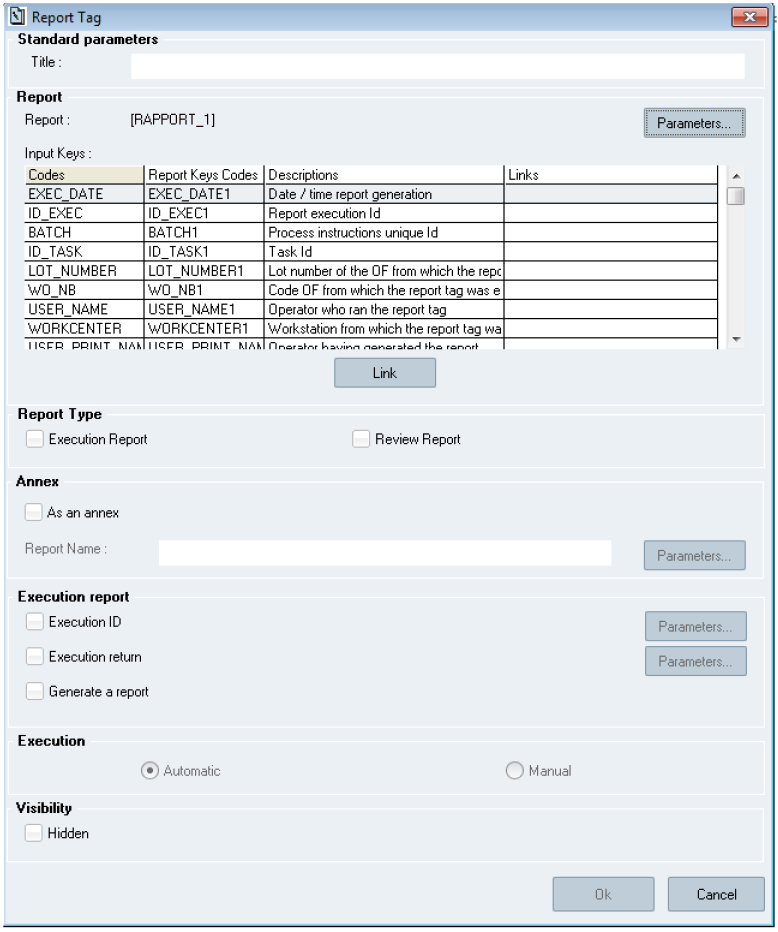 Report Tag
Standard parameters
Title :
Report
Report : [RAPPORT_1] Parameters...
Input Keys :
Codes Report Keys Codes Descriptions Links
EXEC_DATE EXEC_DATE1 Date / time report generation
ID_EXEC ID_EXEC1 Report execution Id
BATCH BATCH1 Process instructions unique Id
ID_TASK ID_TASK1 Task Id
LOT_NUMBER LOT_NUMBER1 Lot number of the OF from which the repo
WO_NB WO_NB1 Code OF from which the report tag was e
USER_NAME USER_NAME1 Operator who ran the report tag
WORKCENTER WORKCENTER1 Workstation from which the report tag wa
USER_PRINT_NAM USER_PRINT_NAM Operator having generated the report
Link
Report Type
Execution Report Review Report
Annex
As an annex
Report Name : Parameters...
Execution report
Execution ID Parameters...
Execution return Parameters...
Generate a report
Execution
Automatic Manual
Visibility
Hidden
Ok Cancel